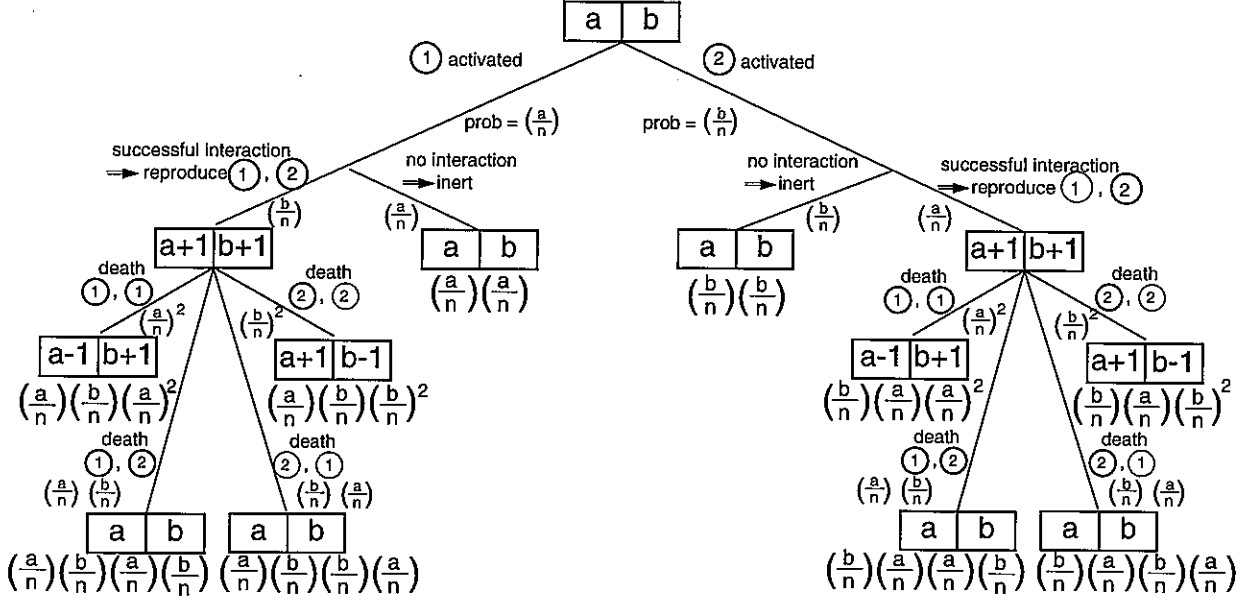 a b
① activated ② activated
prob = (a/n) prob = (b/n)
successful interaction
⇒ reproduce ①, ②
no interaction
⇒ inert
no interaction
⇒ inert
successful interaction
⇒ reproduce ①, ②
(b/n) (a/n) (b/n) (a/n)
a+1 b+1 a b a b a+1 b+1
(a/n)(a/n) (b/n)(b/n)
death death death death
①, ① ②, ② ①, ① ②, ②
(a/n)² (b/n)² (a/n)² (b/n)²
a-1 b+1 a+1 b-1 a-1 b+1 a+1 b-1
(a/n)(b/n)(a/n)² (a/n)(b/n)(b/n)² (b/n)(a/n)(a/n)² (b/n)(a/n)(b/n)²
death death death death
①, ② ②, ① ①, ② ②, ①
(a/n) (b/n) (b/n) (a/n) (a/n) (b/n) (b/n) (a/n)
a b a b a b a b
(a/n)(b/n)(a/n)(b/n) (a/n)(b/n)(b/n)(a/n) (b/n)(a/n)(a/n)(b/n) (b/n)(a/n)(b/n)(a/n)